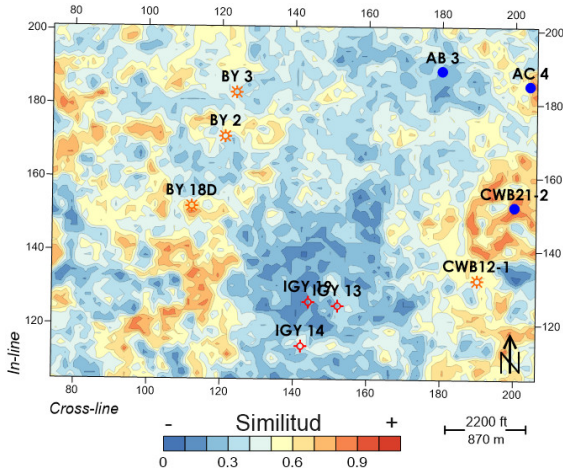 80 100 120 140 160 180 200
200 200
AB 3
BY 3 AC 4
180 180
BY 2
160 160
BY 18D CWB21-2
140 140
CWB12-1
IGY IGY 13
120 120
IGY 14
In-line
N
80 100 120 140 160 180 200
Cross-line
- Similitud +
2200 ft
870 m
0 0.3 0.6 0.9